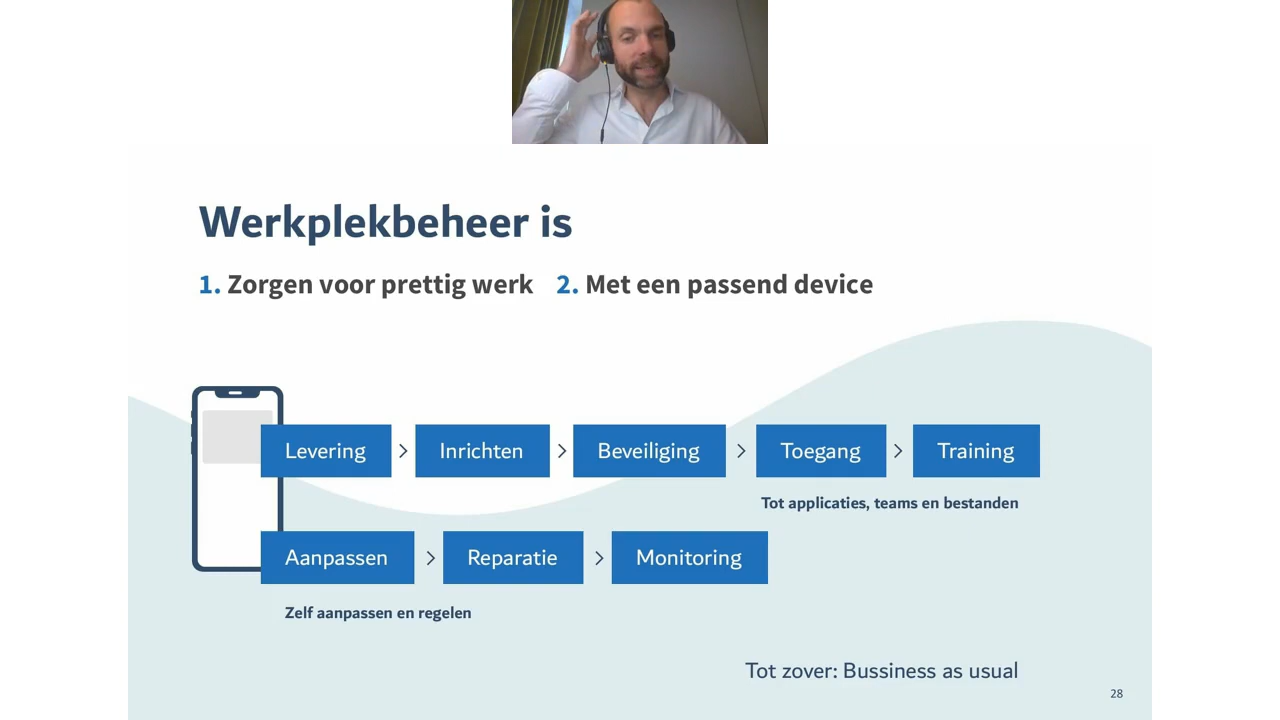 Werkplekbeheer is
1. Zorgen voor prettig werk 2. Met een passend device
Levering > Inrichten > Beveiliging > Toegang > Training
Tot applicaties, teams en bestanden
Aanpassen > Reparatie > Monitoring
Zelf aanpassen en regelen
Tot zover: Bussiness as usual
28